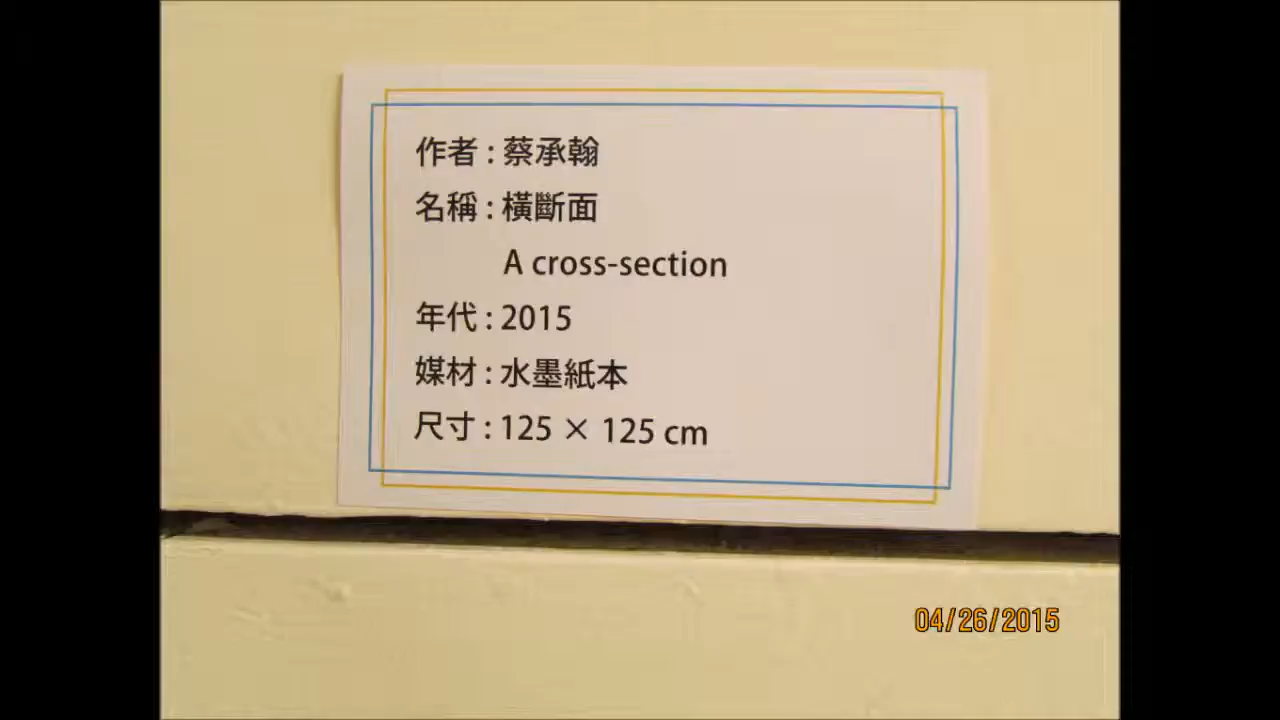 作者 : 蔡承翰
名稱 : 橫斷面
A cross-section
年代 : 2015
媒材 : 水墨紙本
尺寸 : 125 × 125 cm
04/26/2015